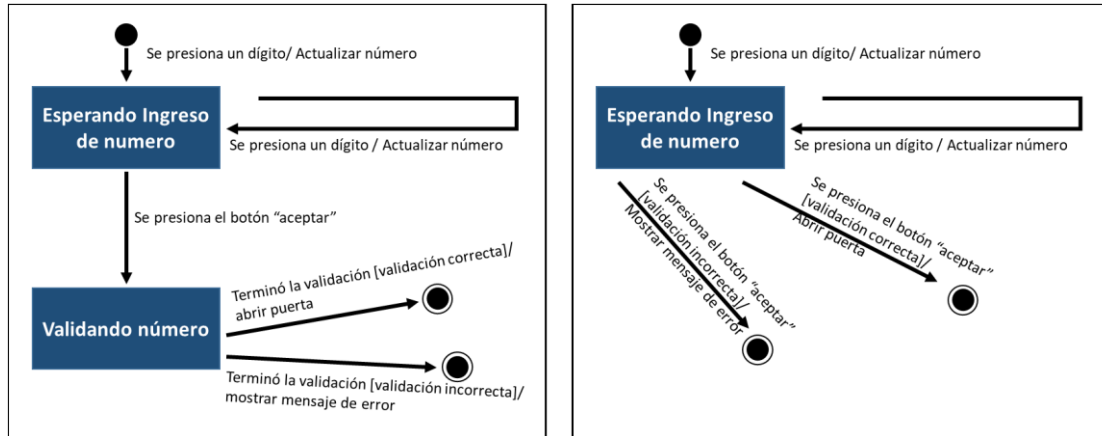 Se presiona un dígito/ Actualizar número
Esperando Ingreso
de numero
Se presiona un dígito / Actualizar número
Se presiona el botón “aceptar”
Terminó la validación [validación correcta]/
abrir puerta
Validando número
Terminó la validación [validación incorrecta]/
mostrar mensaje de error
Se presiona un dígito/ Actualizar número
Esperando Ingreso
de numero
Se presiona un dígito / Actualizar número
Se presiona el botón “aceptar”
[validación incorrecta]/
Mostrar mensaje de error
Se presiona el botón “aceptar”
[validación correcta]/
Abrir puerta